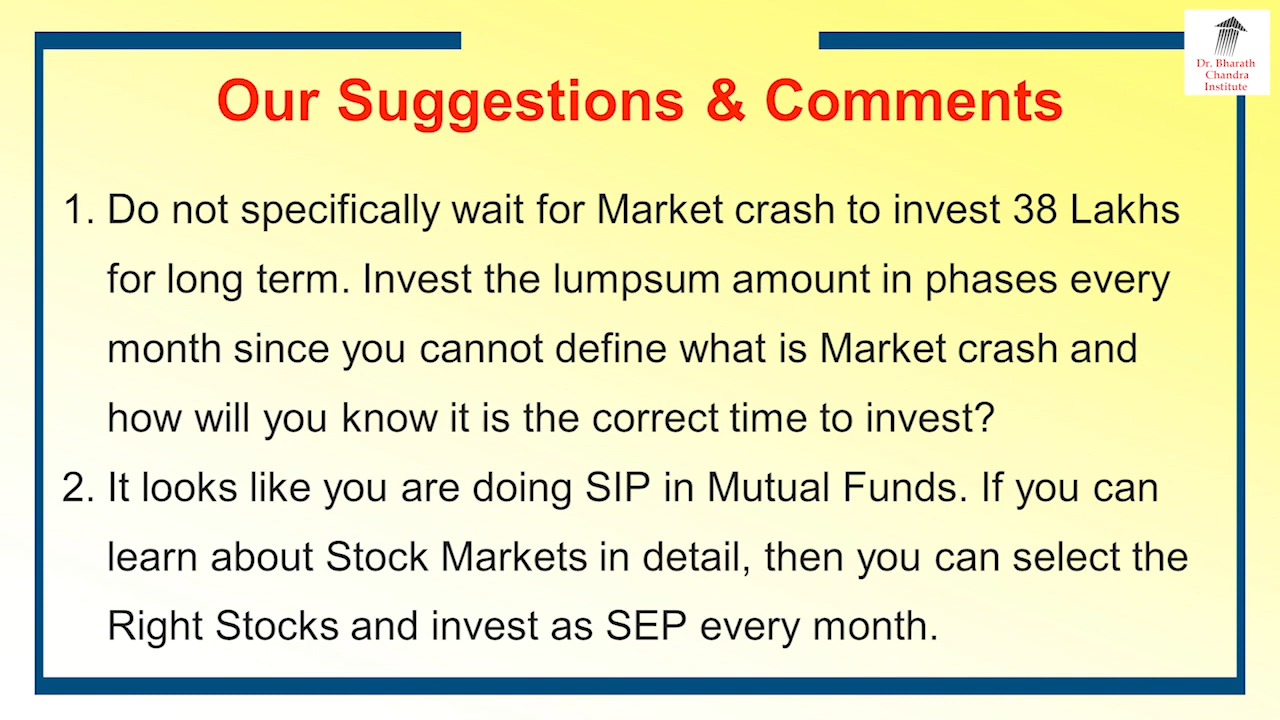 Dr. Bharath
Chandra
Institute
Our Suggestions & Comments
1. Do not specifically wait for Market crash to invest 38 Lakhs
for long term. Invest the lumpsum amount in phases every
month since you cannot define what is Market crash and
how will you know it is the correct time to invest?
2. It looks like you are doing SIP in Mutual Funds. If you can
learn about Stock Markets in detail, then you can select the
Right Stocks and invest as SEP every month.